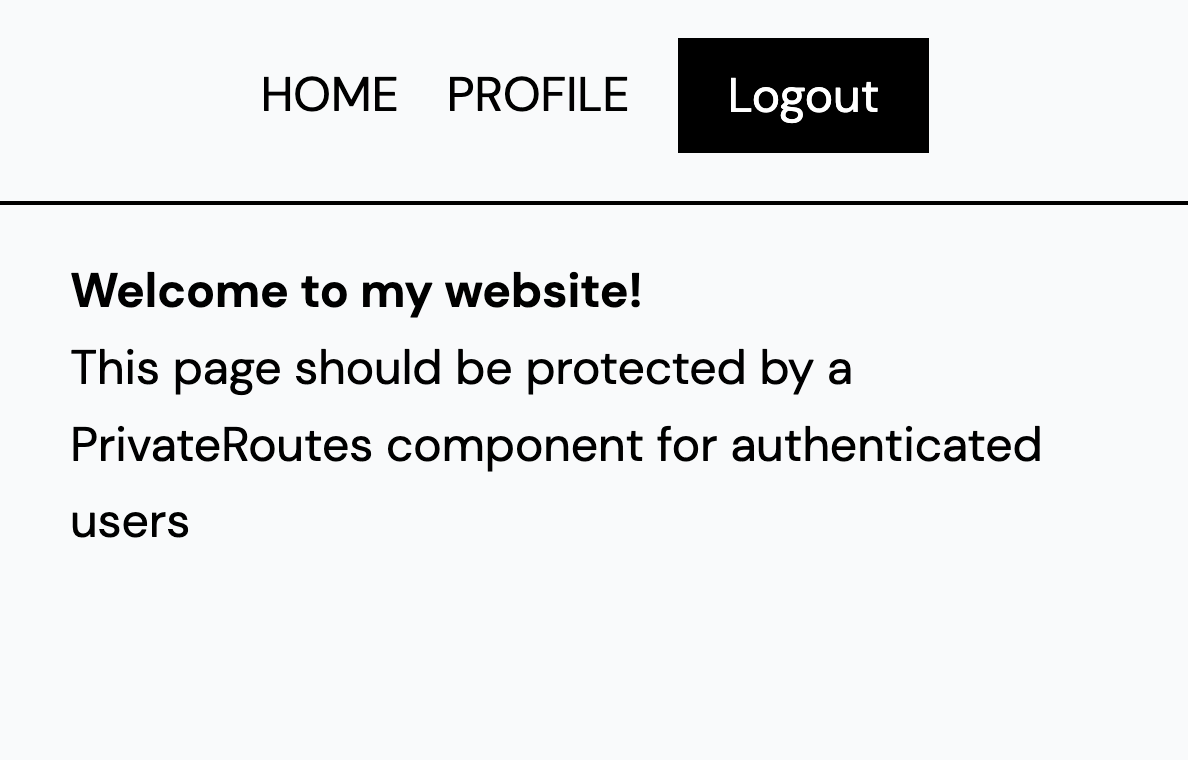 HOME PROFILE Logout
Welcome to my website!
This page should be protected by a
PrivateRoutes component for authenticated
users